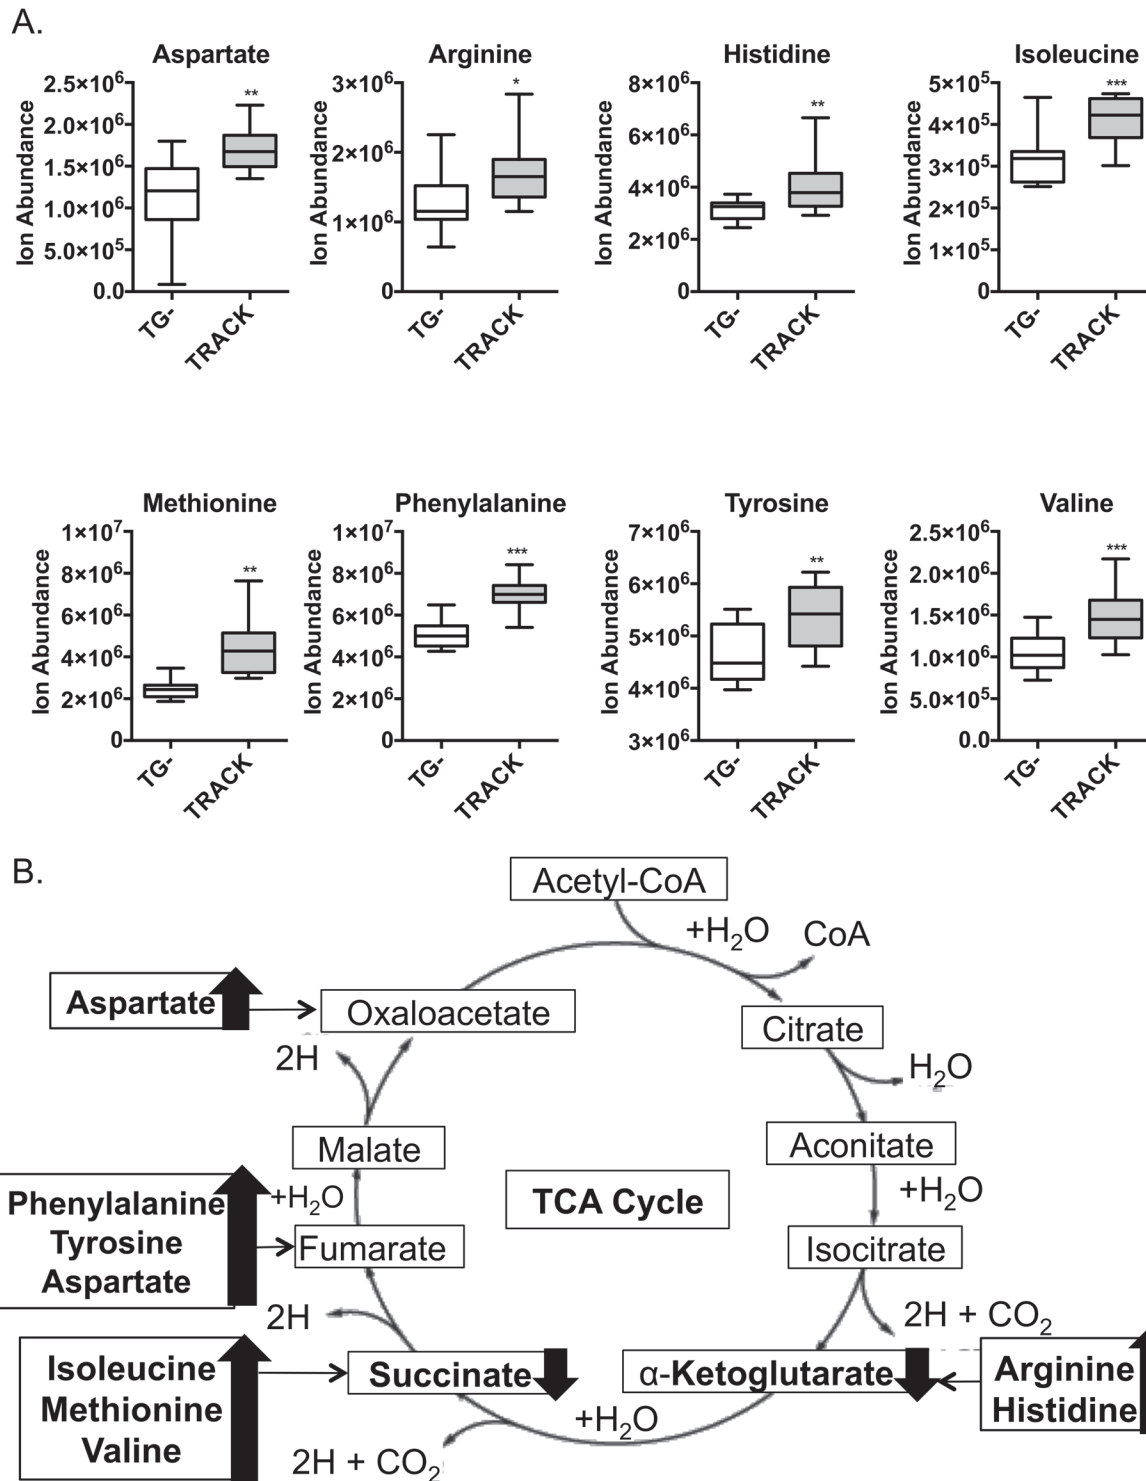 A.
Aspartate
Arginine
Histidine
Isoleucine
Ion Abundance
2.5×10⁶
2.0×10⁶
1.5×10⁶
1.0×10⁶
5.0×10⁵
0.0
**
TG-
TRACK
Ion Abundance
3×10⁶
2×10⁶
1×10⁶
0
*
TG-
TRACK
Ion Abundance
8×10⁶
6×10⁶
4×10⁶
2×10⁶
0
**
TG-
TRACK
Ion Abundance
5×10⁵
4×10⁵
3×10⁵
2×10⁵
1×10⁵
0
***
TG-
TRACK
Methionine
Phenylalanine
Tyrosine
Valine
Ion Abundance
1×10⁷
8×10⁶
6×10⁶
4×10⁶
2×10⁶
0
**
TG-
TRACK
Ion Abundance
1×10⁷
8×10⁶
6×10⁶
4×10⁶
2×10⁶
0
***
TG-
TRACK
Ion Abundance
7×10⁶
6×10⁶
5×10⁶
4×10⁶
3×10⁶
**
TG-
TRACK
Ion Abundance
2.5×10⁶
2.0×10⁶
1.5×10⁶
1.0×10⁶
5.0×10⁵
0.0
***
TG-
TRACK
B.
Acetyl-CoA
+H₂O
CoA
Aspartate
Oxaloacetate
Citrate
2H
H₂O
Malate
Aconitate
Phenylalanine
Tyrosine
Aspartate
+H₂O
TCA Cycle
+H₂O
Fumarate
Isocitrate
2H
2H + CO₂
Isoleucine
Methionine
Valine
Succinate
α-Ketoglutarate
Arginine
Histidine
+H₂O
2H + CO₂